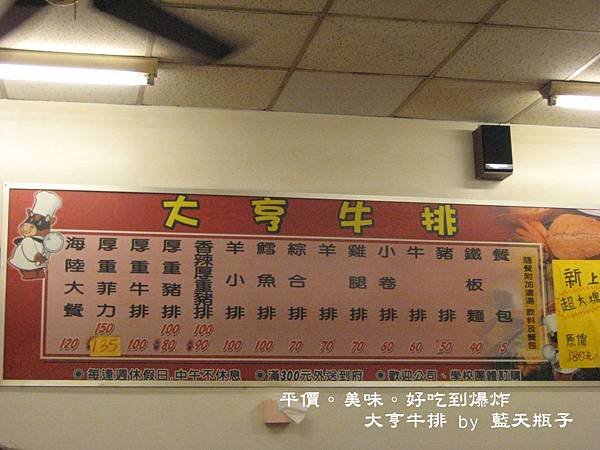 大亨牛排
海陸大餐 120
厚重菲力 150 135
厚重牛排 100
厚重豬排 100 80
香辣厚重豬排 100 90
羊小排 100
鱈魚排 100
綜合排 70
羊排 70
雞腿排 70
小卷排 60
牛排 60
豬排 50
鐵板麵 40
餐包 5
隨餐附加濃湯、飲料及餐包
新上
超大塊
原價
180元
◎每逢週休假日,中午不休息 ◎滿300元外送到府 ◎歡迎公司、學校團體訂購
平價。美味。好吃到爆炸
大亨牛排 by 藍天瓶子